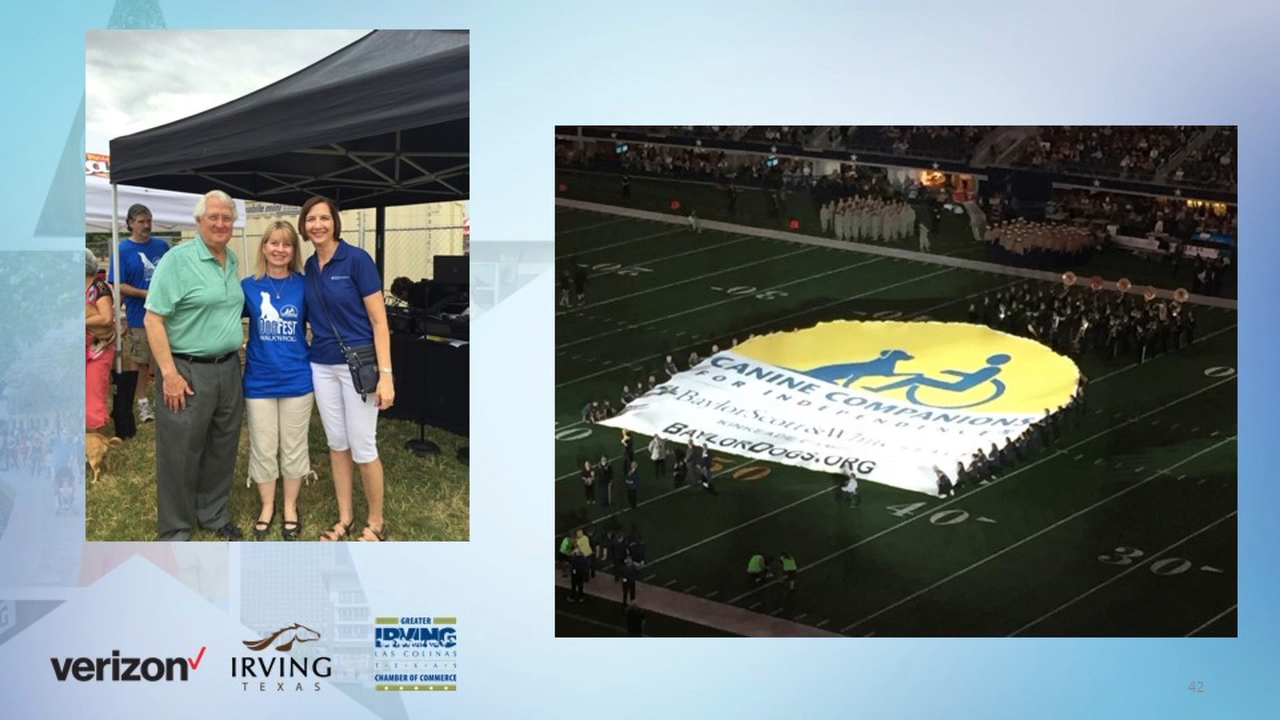 DOGFEST
WALK'N ROLL
CANINE COMPANIONS
FOR INDEPENDENCE
Baylor Scott & White
BAYLORDOGS.ORG
50
40
30
verizon
IRVING
TEXAS
GREATER
IRVING
LAS COLINAS
TEXAS
CHAMBER OF COMMERCE
42